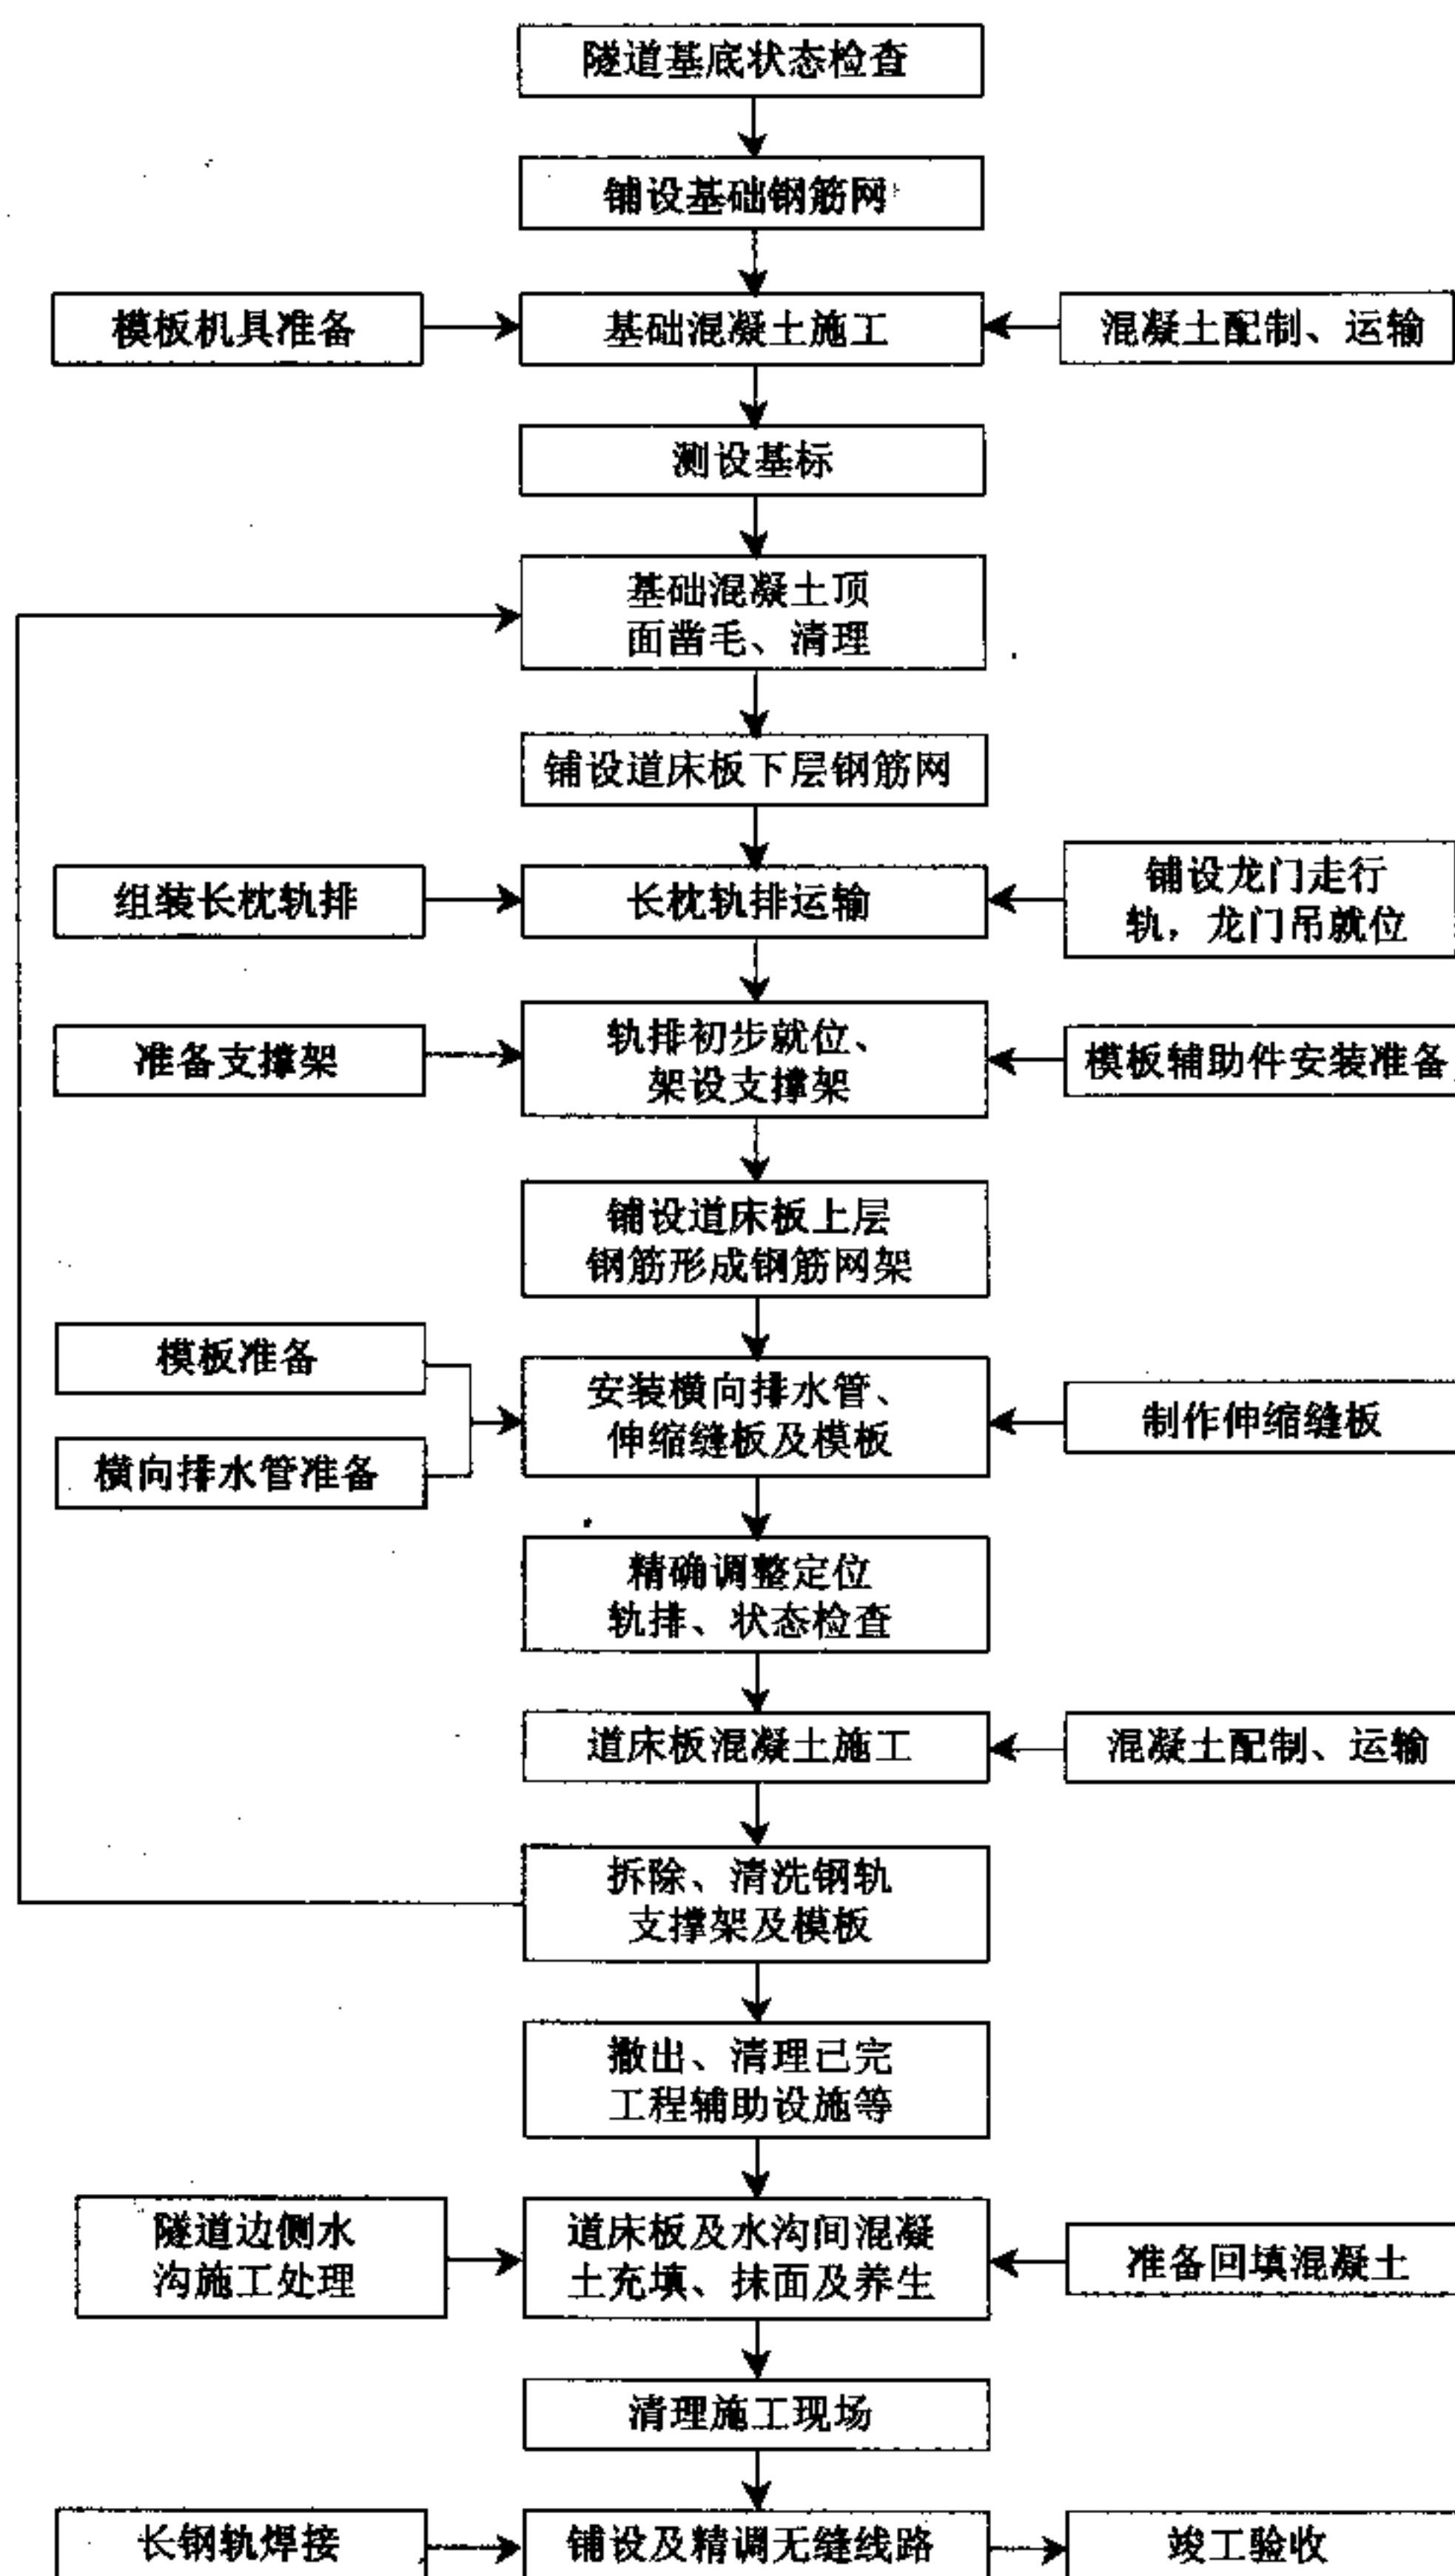 隧道基底状态检查
铺设基础钢筋网
模板机具准备
基础混凝土施工
混凝土配制、运输
测设基标
基础混凝土顶
面凿毛、清理
铺设道床板下层钢筋网
组装长枕轨排
长枕轨排运输
铺设龙门走行
轨，龙门吊就位
准备支撑架
轨排初步就位、
架设支撑架
模板辅助件安装准备
铺设道床板上层
钢筋形成钢筋网架
模板准备
横向排水管准备
安装横向排水管、
伸缩缝板及模板
制作伸缩缝板
精确调整定位
轨排、状态检查
道床板混凝土施工
混凝土配制、运输
拆除、清洗钢轨
支撑架及模板
撤出、清理已完
工程辅助设施等
隧道边侧水
沟施工处理
道床板及水沟间混凝
土充填、抹面及养生
准备回填混凝土
清理施工现场
长钢轨焊接
铺设及精调无缝线路
竣工验收